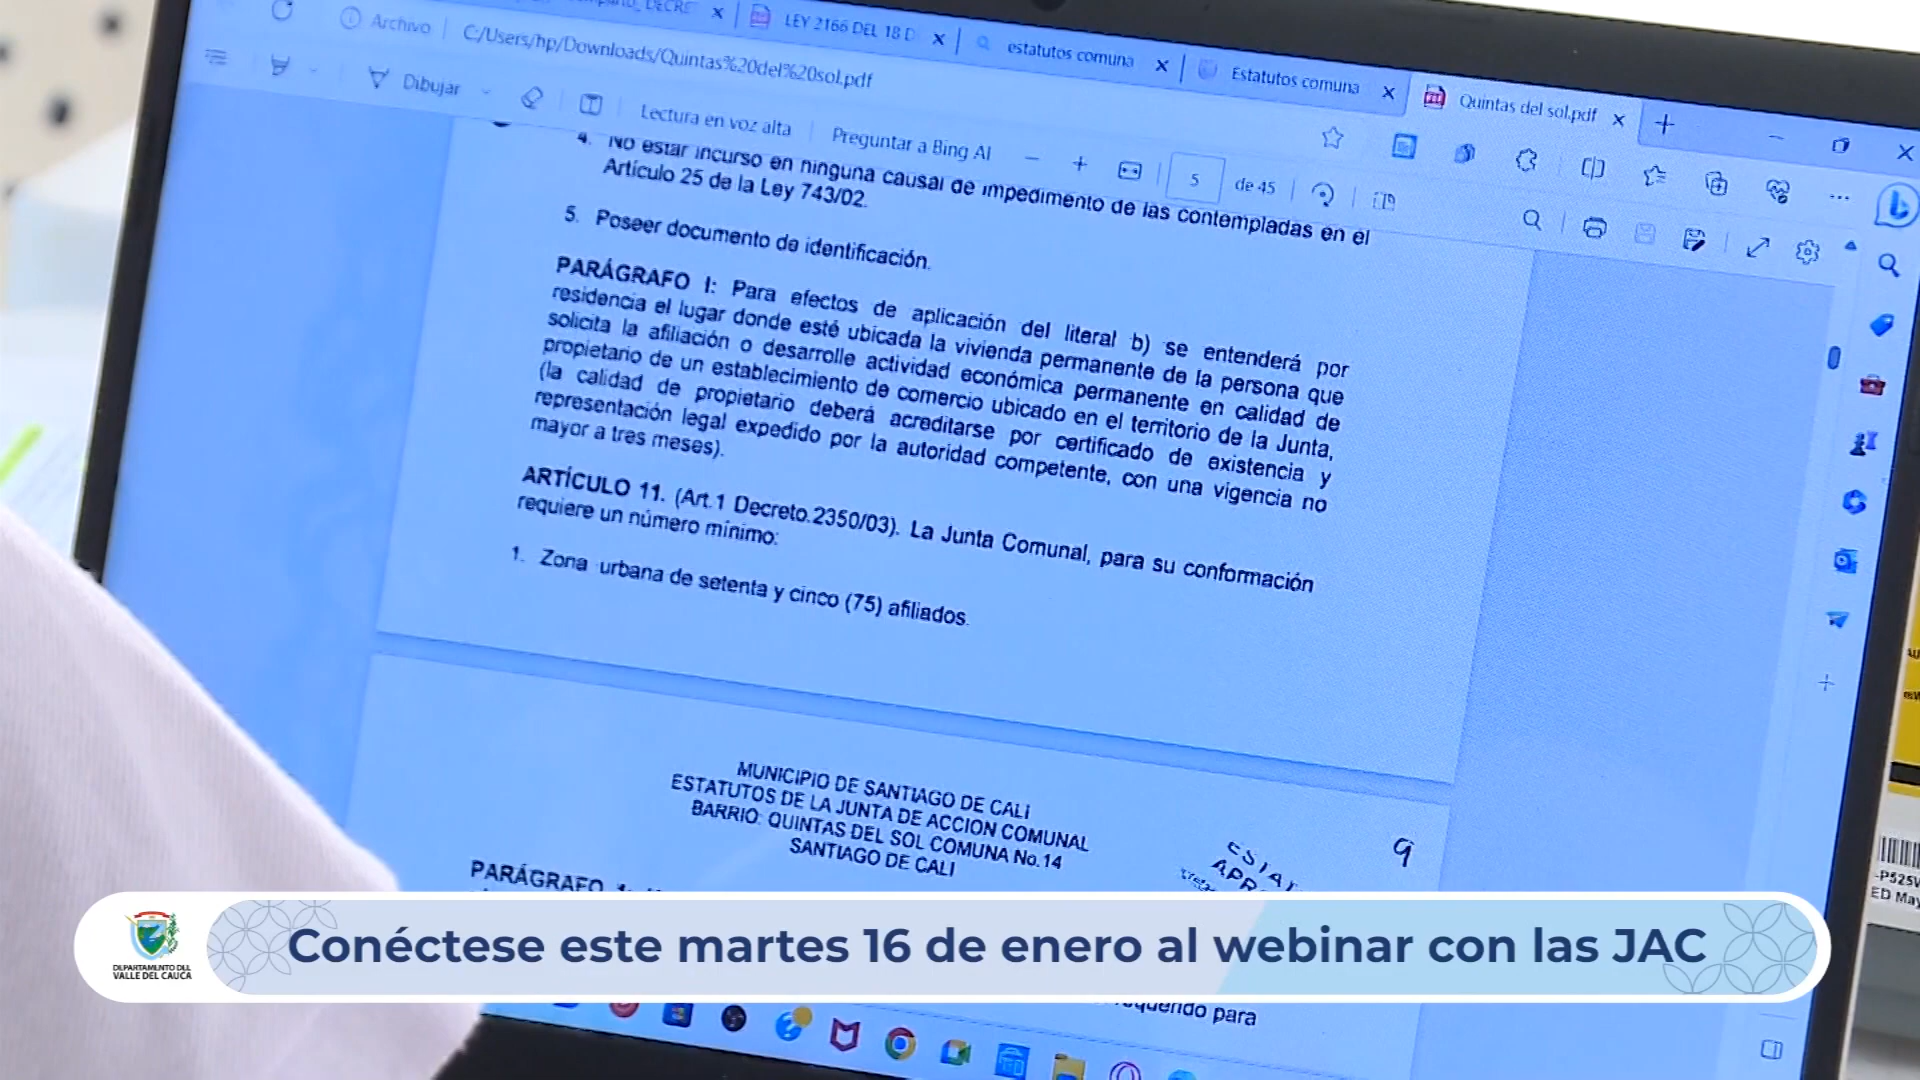 LEY 2166 DEL 18 D
estatutos comuna
Estatutos comuna
Quintas del sol.pdf
Archivo
C:/Users/hp/Downloads/Quintas%20del%20sol.pdf
Dibujar
Lectura en voz alta
Preguntar a Bing AI
5
de 45
4. No estar incurso en ninguna causal de impedimento de las contempladas en el
Artículo 25 de la Ley 743/02.
5. Poseer documento de identificación.
PARÁGRAFO I: Para efectos de aplicación del literal b) se entenderá por
residencia el lugar donde esté ubicada la vivienda permanente de la persona que
solicita la afiliación o desarrolle actividad económica permanente en calidad de
propietario de un establecimiento de comercio ubicado en el territorio de la Junta,
(la calidad de propietario deberá acreditarse por certificado de existencia y
representación legal expedido por la autoridad competente, con una vigencia no
mayor a tres meses).
ARTÍCULO 11. (Art.1 Decreto.2350/03). La Junta Comunal, para su conformación
requiere un número mínimo:
1. Zona urbana de setenta y cinco (75) afiliados.
MUNICIPIO DE SANTIAGO DE CALI
ESTATUTOS DE LA JUNTA DE ACCION COMUNAL
BARRIO: QUINTAS DEL SOL COMUNA No.14
SANTIAGO DE CALI
9
PARÁGRAFO
DEPARTAMENTO DEL
VALLE DEL CAUCA
Conéctese este martes 16 de enero al webinar con las JAC
para
-P525V
ED May